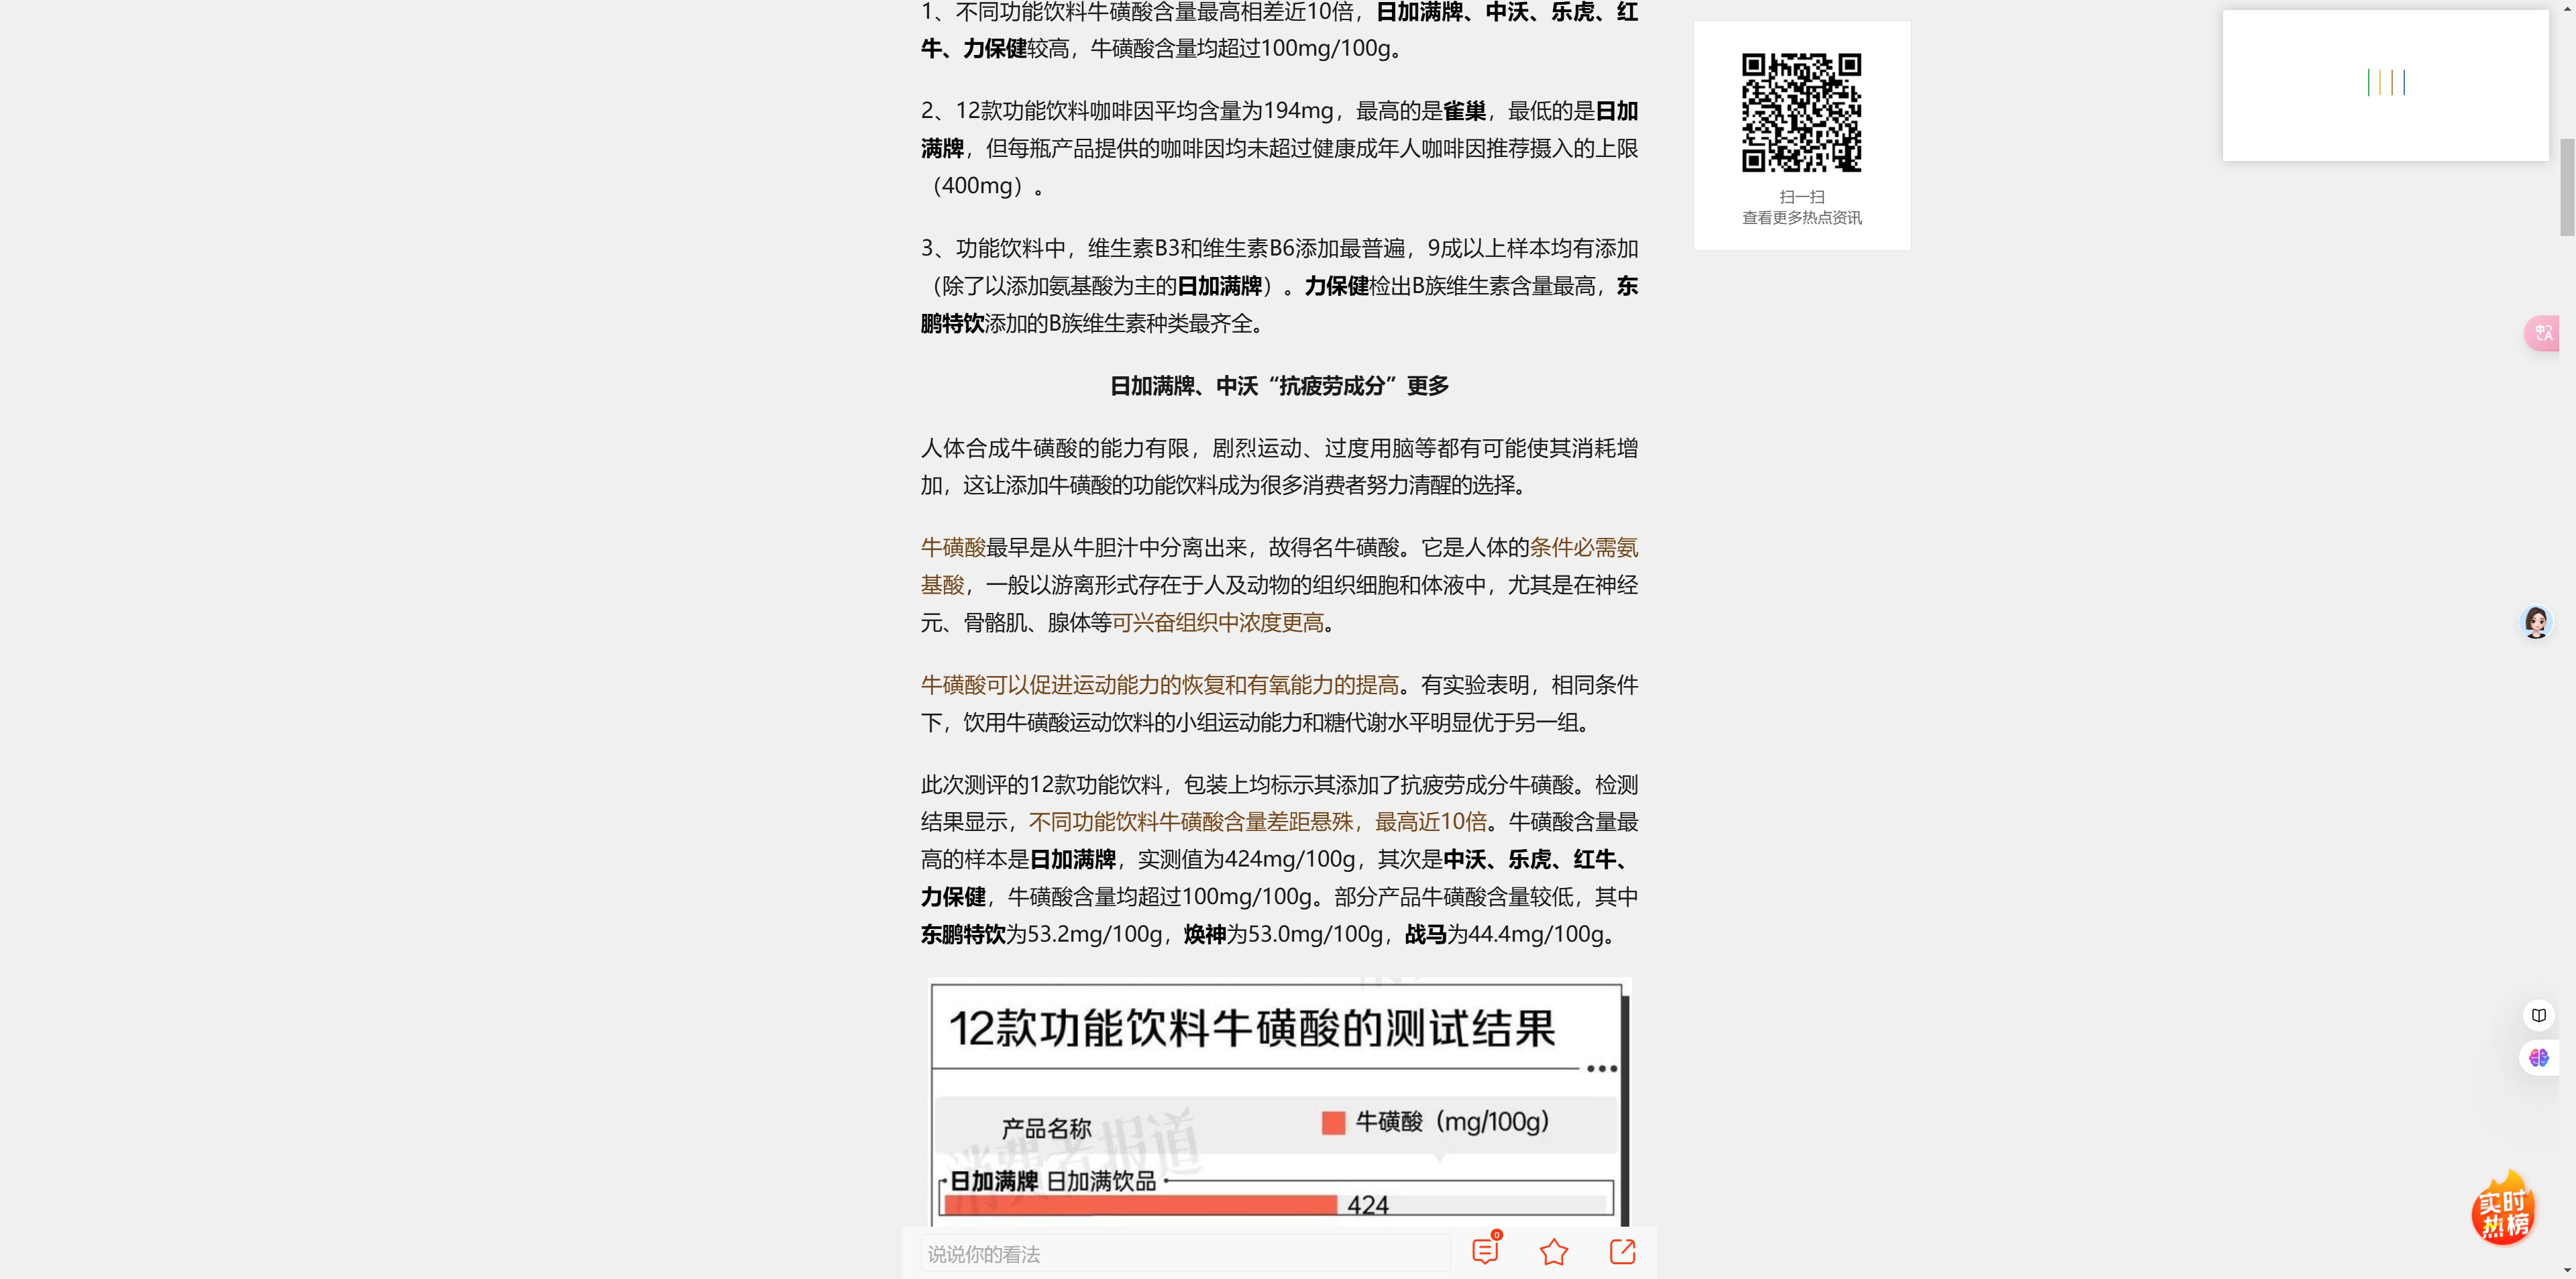 1、不同功能饮料牛磺酸含量最高相差近10倍，日加满牌、中沃、乐虎、红
牛、力保健较高，牛磺酸含量均超过100mg/100g。
2、12款功能饮料咖啡因平均含量为194mg，最高的是雀巢，最低的是日加
满牌，但每瓶产品提供的咖啡因均未超过健康成年人咖啡因推荐摄入的上限
（400mg）。
3、功能饮料中，维生素B3和维生素B6添加最普遍，9成以上样本均有添加
（除了以添加氨基酸为主的日加满牌）。力保健检出B族维生素含量最高，东
鹏特饮添加的B族维生素种类最齐全。
日加满牌、中沃“抗疲劳成分”更多
人体合成牛磺酸的能力有限，剧烈运动、过度用脑等都有可能使其消耗增
加，这让添加牛磺酸的功能饮料成为很多消费者努力清醒的选择。
牛磺酸最早是从牛胆汁中分离出来，故得名牛磺酸。它是人体的条件必需氨
基酸，一般以游离形式存在于人及动物的组织细胞和体液中，尤其是在神经
元、骨骼肌、腺体等可兴奋组织中浓度更高。
牛磺酸可以促进运动能力的恢复和有氧能力的提高。有实验表明，相同条件
下，饮用牛磺酸运动饮料的小组运动能力和糖代谢水平明显优于另一组。
此次测评的12款功能饮料，包装上均标示其添加了抗疲劳成分牛磺酸。检测
结果显示，不同功能饮料牛磺酸含量差距悬殊，最高近10倍。牛磺酸含量最
高的样本是日加满牌，实测值为424mg/100g，其次是中沃、乐虎、红牛、
力保健，牛磺酸含量均超过100mg/100g。部分产品牛磺酸含量较低，其中
东鹏特饮为53.2mg/100g，焕神为53.0mg/100g，战马为44.4mg/100g。
12款功能饮料牛磺酸的测试结果
产品名称
牛磺酸（mg/100g）
消费者报道
日加满牌 日加满饮品
424
说说你的看法
0
扫一扫
查看更多热点资讯
中A
实时
热榜